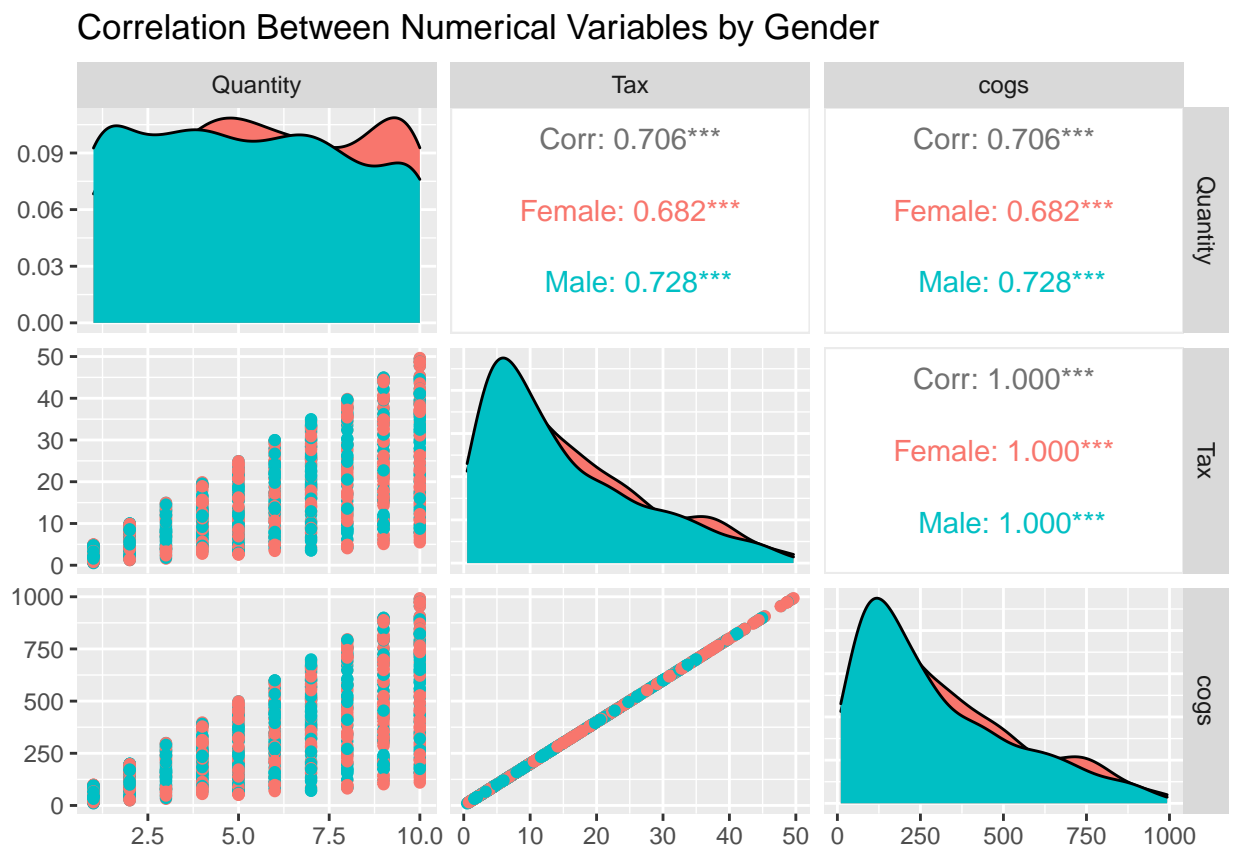 Correlation Between Numerical Variables by Gender
Quantity
Tax
cogs
0.09
0.06
0.03
0.00
Corr: 0.706***
Female: 0.682***
Male: 0.728***
Corr: 0.706***
Female: 0.682***
Male: 0.728***
Quantity
50
40
30
20
10
0
Corr: 1.000***
Female: 1.000***
Male: 1.000***
Tax
1000
750
500
250
0
cogs
2.5 5.0 7.5 10.0
0 10 20 30 40 50
0 250 500 750 1000